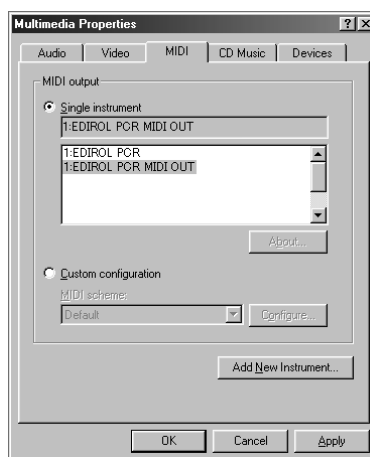 Multimedia Properties
Audio Video MIDI CD Music Devices
MIDI output
Single instrument
1:EDIROL PCR MIDI OUT
1:EDIROL PCR
1:EDIROL PCR MIDI OUT
About...
Custom configuration
MIDI scheme:
Default Configure...
Add New Instrument...
OK Cancel Apply